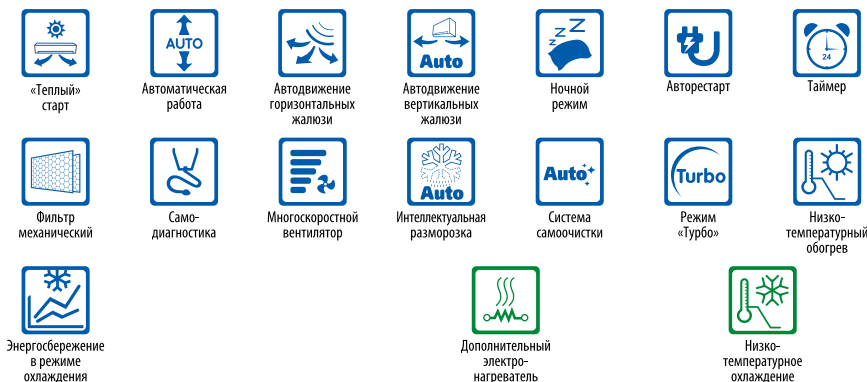 AUTO
Auto
Z Z Z
24
«Теплый»
старт
Автоматическая
работа
Автодвижение
горизонтальных
жалюзи
Автодвижение
вертикальных
жалюзи
Ночной
режим
Авторестарт
Таймер
Auto
Auto
Turbo
Фильтр
механический
Само-
диагностика
Многоскоростной
вентилятор
Интеллектуальная
разморозка
Система
самоочистки
Режим
«Турбо»
Низко-
температурный
обогрев
Энергосбережение
в режиме
охлаждения
Дополнительный
электро-
нагреватель
Низко-
температурное
охлаждение